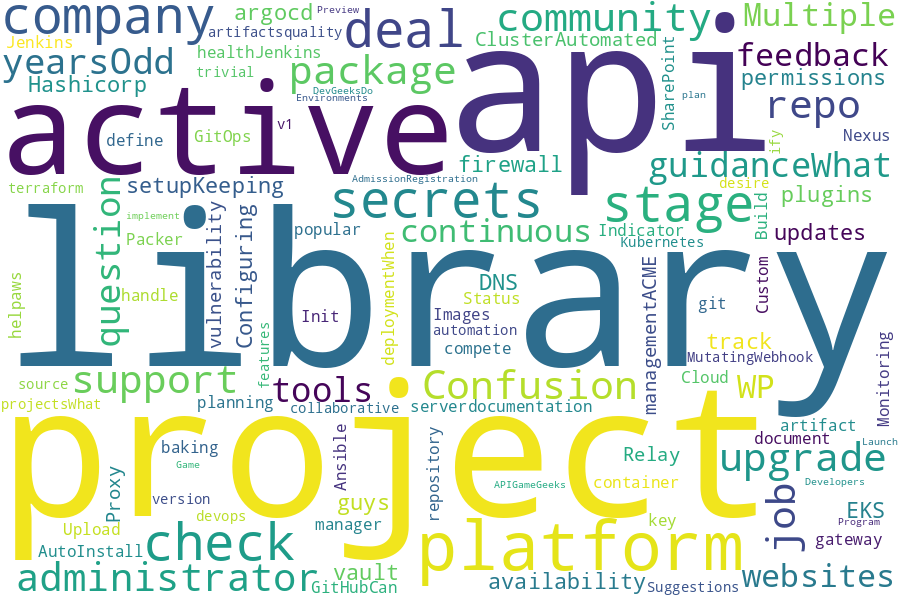 company
argocd
Preview
deal
community
Multiple
Jenkins
artifactsquality
yearsOdd
healthJenkins
ClusterAutomated
feedback
Hashicorp
trivial
package
api
SharePoint
permissions
active
DevGeeksDo
Environments
plan
repo
v1
define
GitOps
firewall
guidanceWhat
ify
Nexus
terraform
setupKeeping
AdmissionRegistration
desire
plugins
secrets
stage
implement
question
vulnerability
Configuring
popular
continuous
Indicator
Kubernetes
Build
updates
Packer
library
helpaws
handle
deploymentWhen
DNS
Status
managementACME
Custom
git
Init
Images
automation
features
compete
track
MutatingWebhook
Monitoring
source
support
tools
Confusion
Cloud
WP
projectsWhat
planning
collaborative
serverdocumentation
artifact
project
baking
Ansible
repository
Relay
document
Launch
upgrade
Game
Proxy
version
guys
APIGameGeeks
container
Developers
job
Upload
devops
manager
key
EKS
Program
AutoInstall
check
platform
gateway
administrator
vault
GitHubCan
availability
Suggestions
websites